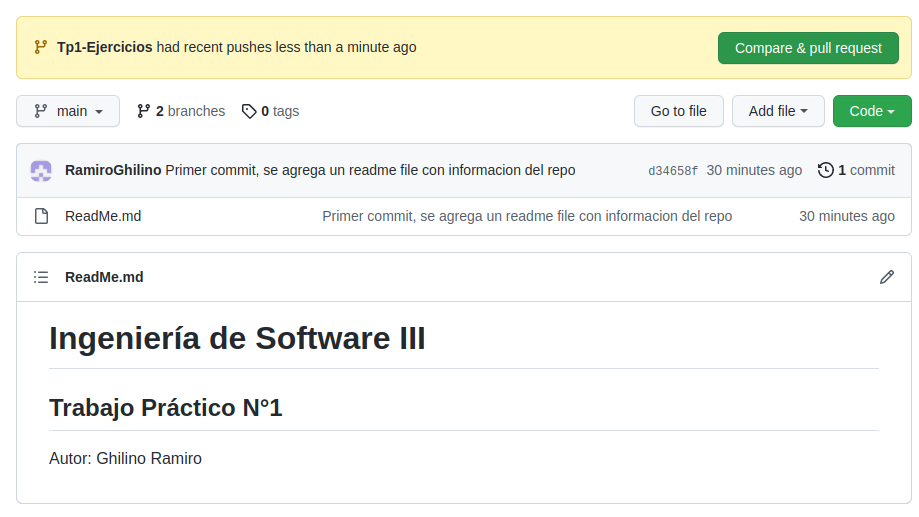 Tp1-Ejercicios had recent pushes less than a minute ago Compare & pull request
main 2 branches 0 tags Go to file Add file Code
RamiroGhilino Primer commit, se agrega un readme file con informacion del repo d34658f 30 minutes ago 1 commit
ReadMe.md Primer commit, se agrega un readme file con informacion del repo 30 minutes ago
ReadMe.md
Ingeniería de Software III
Trabajo Práctico N°1
Autor: Ghilino Ramiro